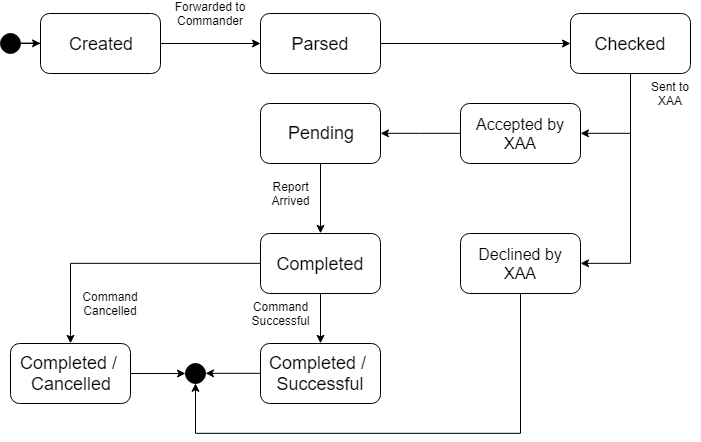 Forwarded to
Commander
Created
Parsed
Checked
Sent to
XAA
Pending
Accepted by
XAA
Report
Arrived
Completed
Declined by
XAA
Command
Cancelled
Command
Successful
Completed /
Cancelled
Completed /
Successful